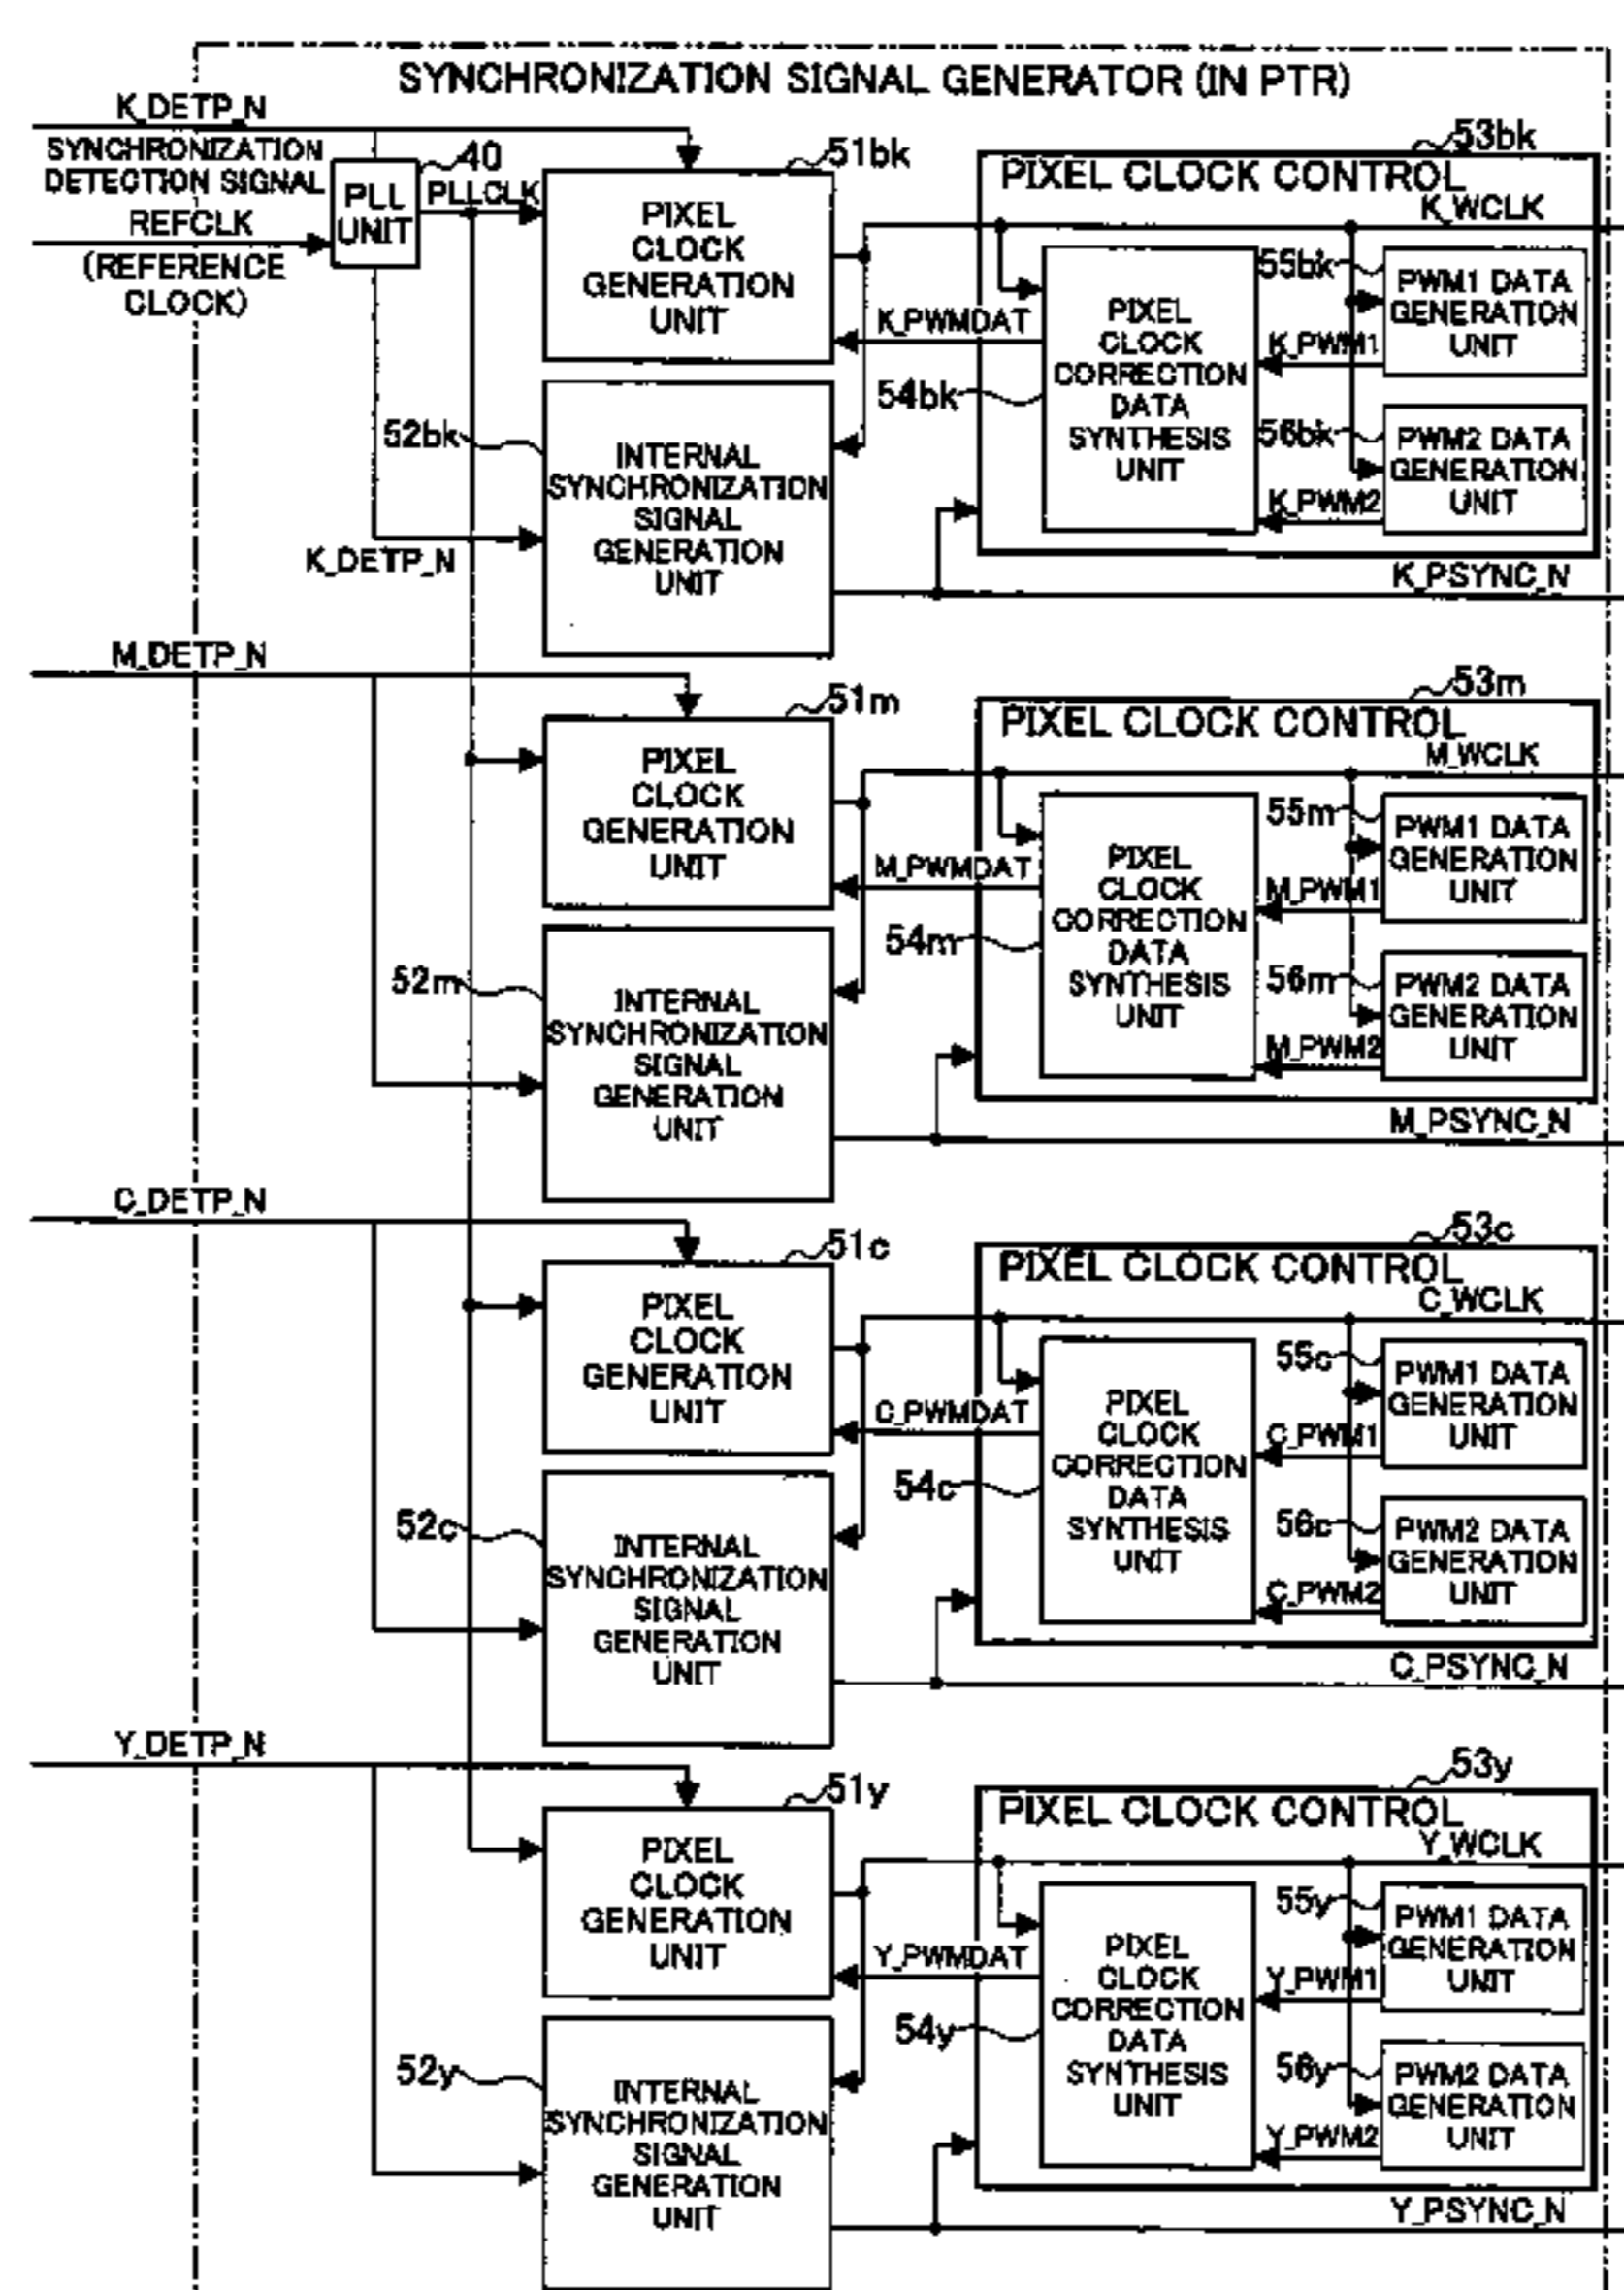 SYNCHRONIZATION SIGNAL GENERATOR (IN PTR)
K_DETP_N
SYNCHRONIZATION
DETECTION SIGNAL
REFCLK
(REFERENCE
CLOCK)
40
PLL
UNIT
PLLCLK
51bk
PIXEL
CLOCK
GENERATION
UNIT
K_PWMDAT
52bk
INTERNAL
SYNCHRONIZATION
SIGNAL
GENERATION
UNIT
K_DETP_N
53bk
PIXEL CLOCK CONTROL
K_WCLK
54bk
PIXEL
CLOCK
CORRECTION
DATA
SYNTHESIS
UNIT
55bk
PWM1 DATA
GENERATION
UNIT
K_PWM1
56bk
PWM2 DATA
GENERATION
UNIT
K_PWM2
K_PSYNC_N
M_DETP_N
51m
PIXEL
CLOCK
GENERATION
UNIT
M_PWMDAT
52m
INTERNAL
SYNCHRONIZATION
SIGNAL
GENERATION
UNIT
53m
PIXEL CLOCK CONTROL
M_WCLK
54m
PIXEL
CLOCK
CORRECTION
DATA
SYNTHESIS
UNIT
55m
PWM1 DATA
GENERATION
UNIT
M_PWM1
56m
PWM2 DATA
GENERATION
UNIT
M_PWM2
M_PSYNC_N
C_DETP_N
51c
PIXEL
CLOCK
GENERATION
UNIT
C_PWMDAT
52c
INTERNAL
SYNCHRONIZATION
SIGNAL
GENERATION
UNIT
53c
PIXEL CLOCK CONTROL
C_WCLK
54c
PIXEL
CLOCK
CORRECTION
DATA
SYNTHESIS
UNIT
55c
PWM1 DATA
GENERATION
UNIT
C_PWM1
56c
PWM2 DATA
GENERATION
UNIT
C_PWM2
C_PSYNC_N
Y_DETP_N
51y
PIXEL
CLOCK
GENERATION
UNIT
Y_PWMDAT
52y
INTERNAL
SYNCHRONIZATION
SIGNAL
GENERATION
UNIT
53y
PIXEL CLOCK CONTROL
Y_WCLK
54y
PIXEL
CLOCK
CORRECTION
DATA
SYNTHESIS
UNIT
55y
PWM1 DATA
GENERATION
UNIT
Y_PWM1
56y
PWM2 DATA
GENERATION
UNIT
Y_PWM2
Y_PSYNC_N